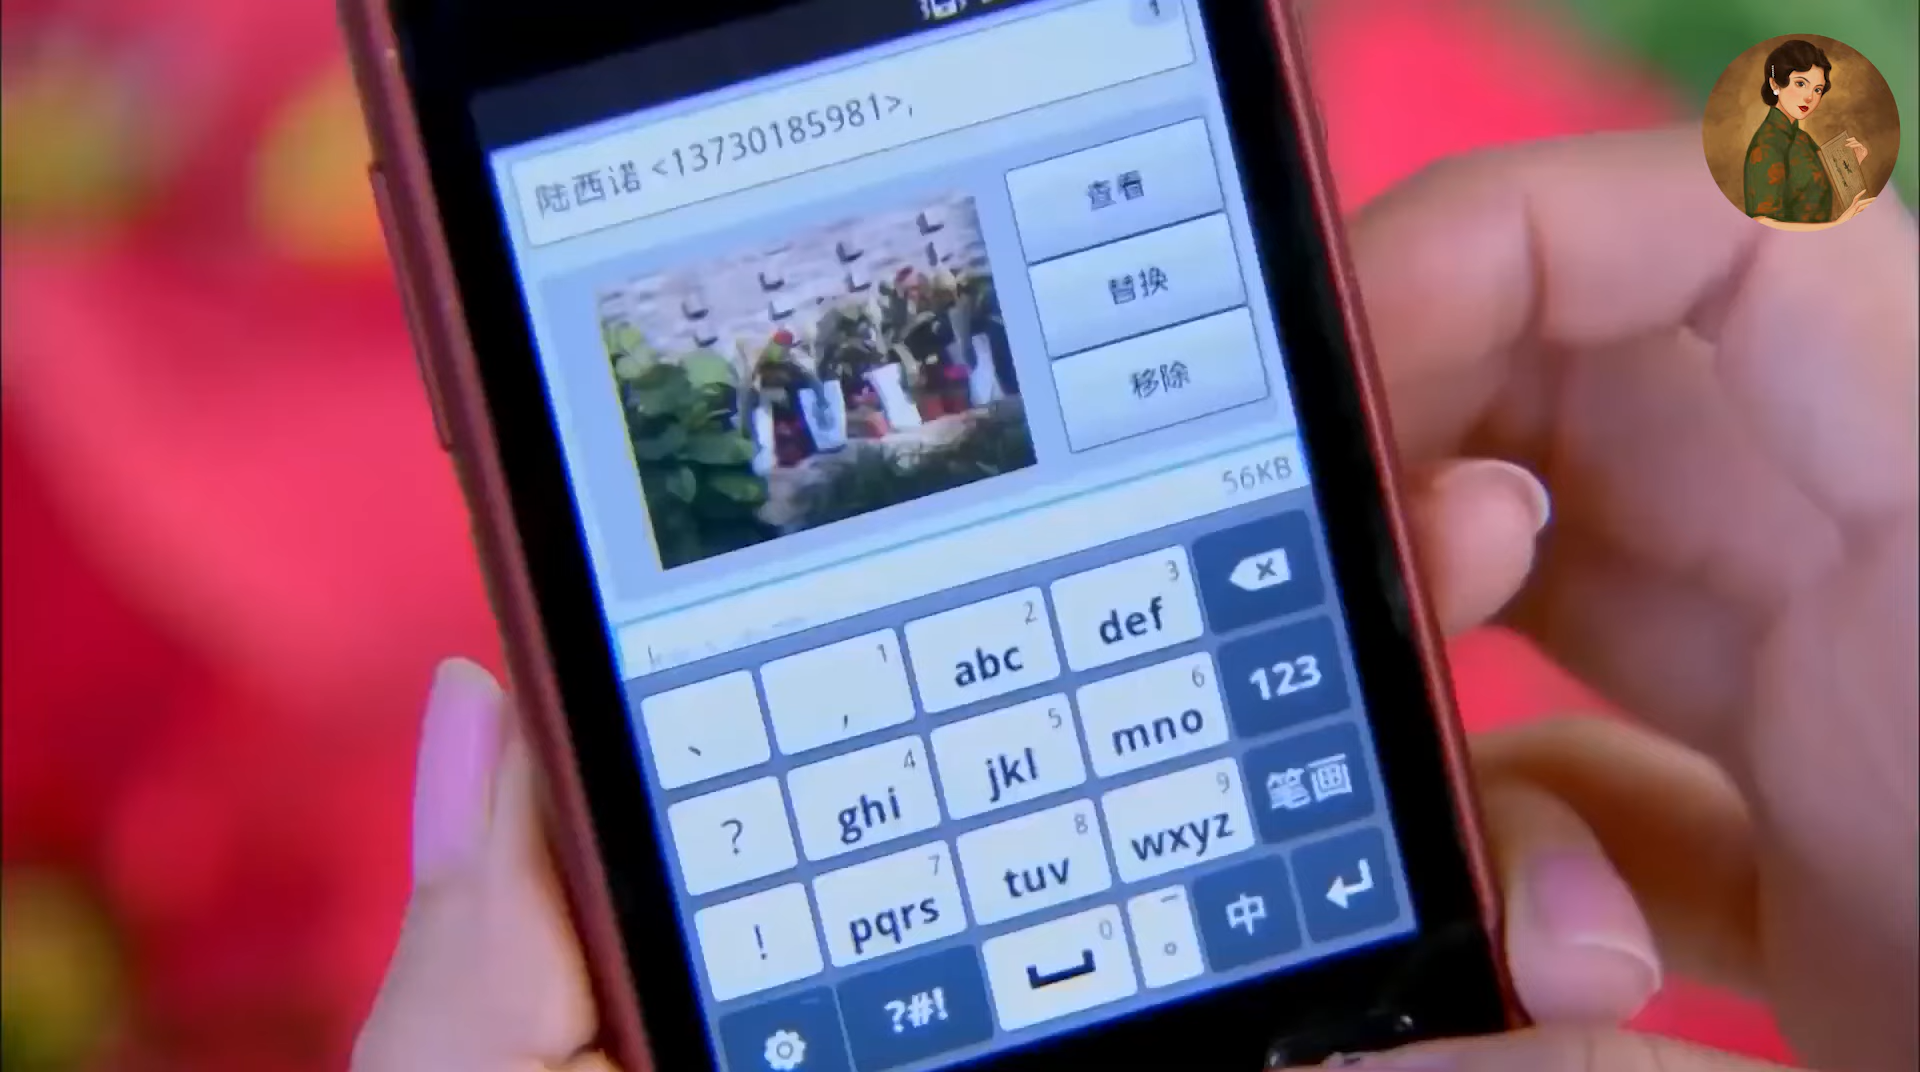 1
陆西诺 <13730185981>,
查看
替换
移除
56KB
、
, 1
abc 2
def 3
?
ghi 4
jkl 5
mno 6
123
!
pqrs 7
tuv 8
wxyz 9
笔画
?#!
0
。
中